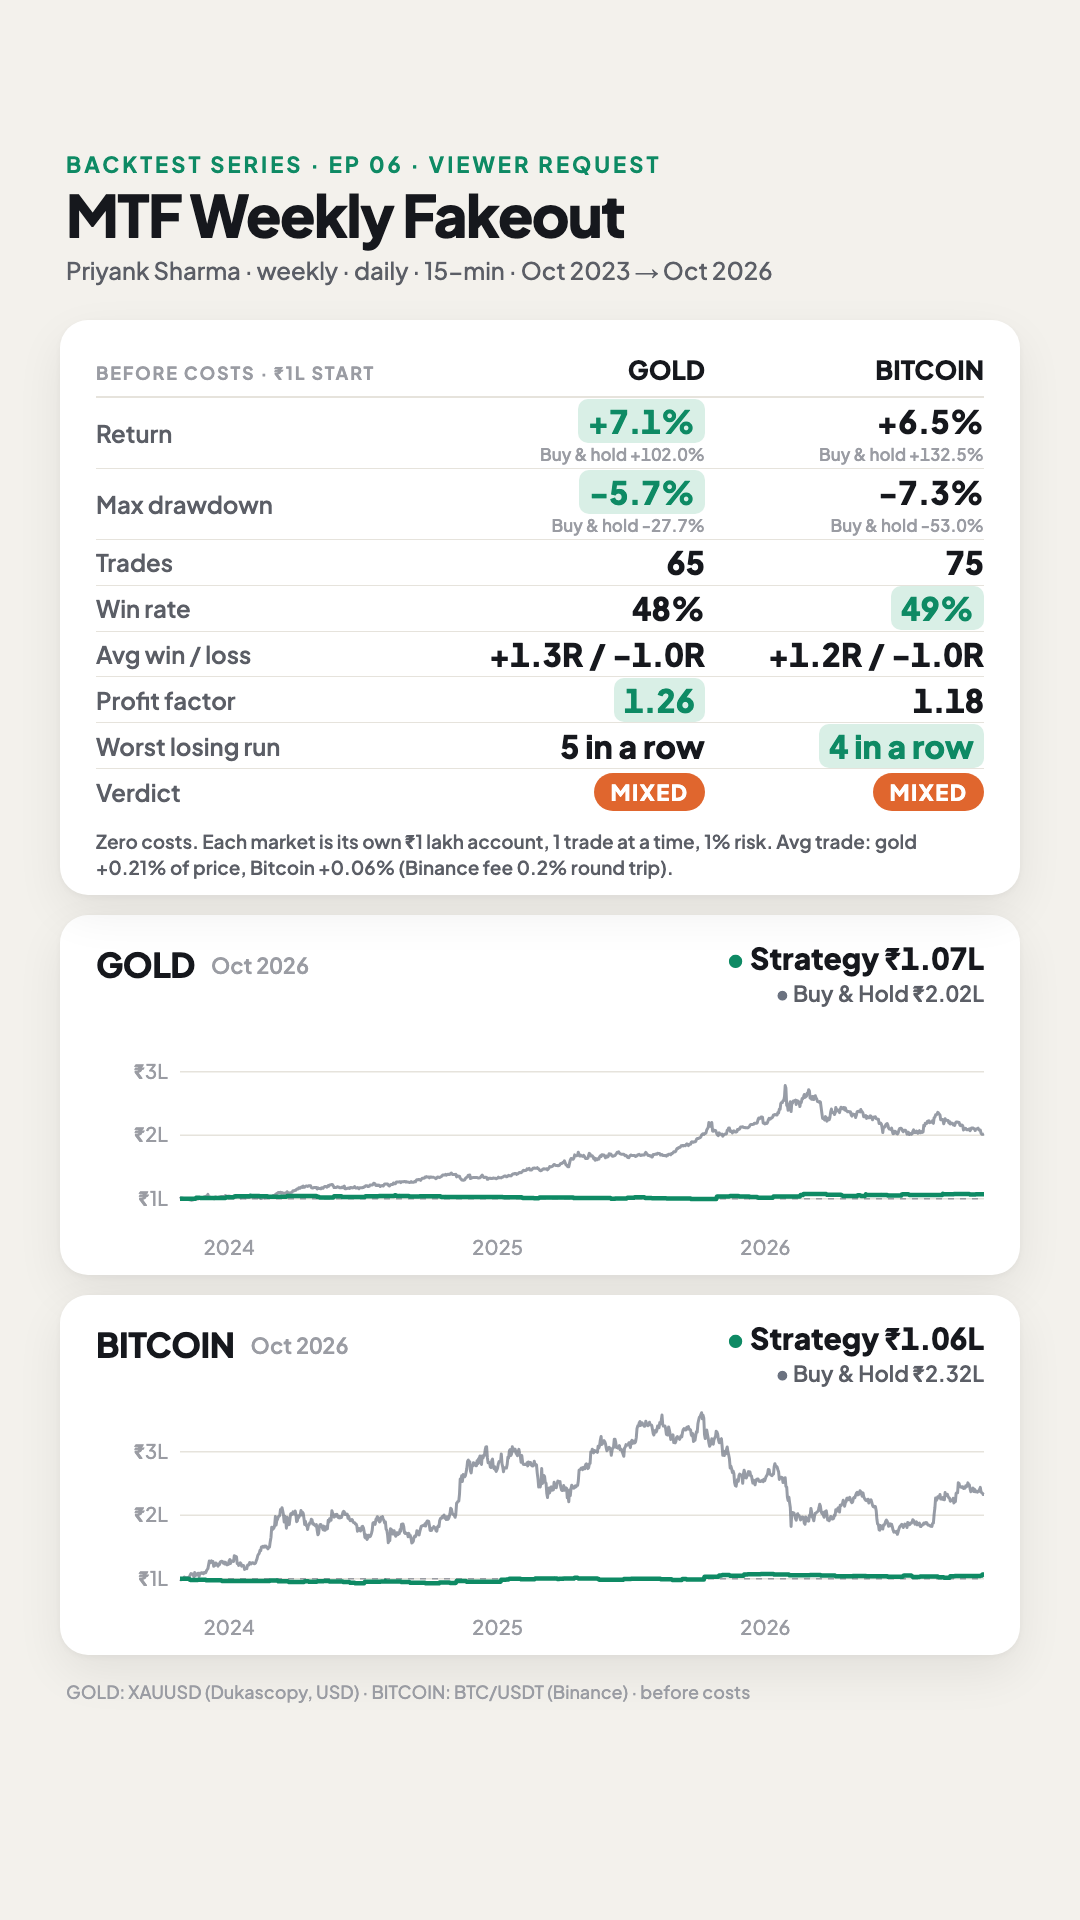 BACKTEST SERIES · EP 06 · VIEWER REQUEST
MTF Weekly Fakeout
Priyank Sharma · weekly · daily · 15–min · Oct 2023 → Oct 2026
BEFORE COSTS · ₹1L START GOLD BITCOIN
Return +7.1% +6.5%
Buy & hold +102.0% Buy & hold +132.5%
Max drawdown −5.7% −7.3%
Buy & hold -27.7% Buy & hold -53.0%
Trades 65 75
Win rate 48% 49%
Avg win / loss +1.3R / −1.0R +1.2R / −1.0R
Profit factor 1.26 1.18
Worst losing run 5 in a row 4 in a row
Verdict MIXED MIXED
Zero costs. Each market is its own ₹1 lakh account, 1 trade at a time, 1% risk. Avg trade: gold
+0.21% of price, Bitcoin +0.06% (Binance fee 0.2% round trip).
GOLD Oct 2026 Strategy ₹1.07L
Buy & Hold ₹2.02L
₹3L
₹2L
₹1L
2024 2025 2026
BITCOIN Oct 2026 Strategy ₹1.06L
Buy & Hold ₹2.32L
₹3L
₹2L
₹1L
2024 2025 2026
GOLD: XAUUSD (Dukascopy, USD) · BITCOIN: BTC/USDT (Binance) · before costs